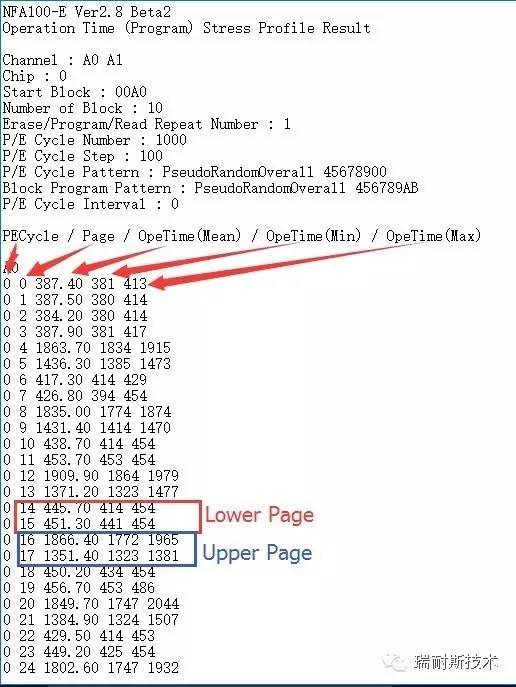 NFA100-E Ver2.8 Beta2
Operation Time (Program) Stress Profile Result
Channel : A0 A1
Chip : 0
Start Block : 00A0
Number of Block : 10
Erase/Program/Read Repeat Number : 1
P/E Cycle Number : 1000
P/E Cycle Step : 100
P/E Cycle Pattern : PseudoRandomOverall 45678900
Block Program Pattern : PseudoRandomOverall 456789AB
P/E Cycle Interval : 0
PECycle / Page / OpeTime(Mean) / OpeTime(Min) / OpeTime(Max)
A0
0 0 387.40 381 413
0 1 387.50 380 414
0 2 384.20 380 414
0 3 387.90 381 417
0 4 1863.70 1834 1915
0 5 1436.30 1385 1473
0 6 417.30 414 429
0 7 426.80 394 454
0 8 1835.00 1774 1874
0 9 1431.40 1414 1470
0 10 438.70 414 454
0 11 453.70 453 454
0 12 1909.90 1864 1979
0 13 1371.20 1323 1477
0 14 445.70 414 454
0 15 451.30 441 454
Lower Page
0 16 1866.40 1772 1965
0 17 1351.40 1323 1381
Upper Page
0 18 450.20 434 454
0 19 456.70 453 486
0 20 1849.70 1747 2044
0 21 1384.90 1324 1507
0 22 429.50 414 453
0 23 449.20 425 454
0 24 1802.60 1747 1932
瑞耐斯技术